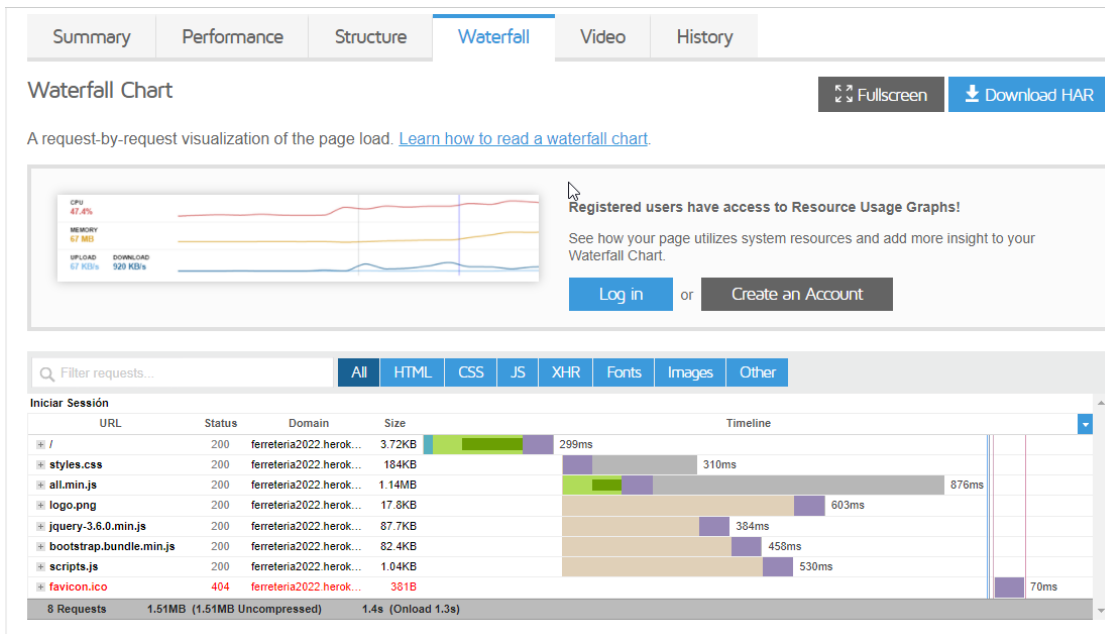 Summary Performance Structure Waterfall Video History
Waterfall Chart
Fullscreen Download HAR
A request-by-request visualization of the page load. Learn how to read a waterfall chart.
CPU
47.4%
MEMORY
67 MB
UPLOAD DOWNLOAD
67 KB/s 920 KB/s
Registered users have access to Resource Usage Graphs!
See how your page utilizes system resources and add more insight to your
Waterfall Chart.
Log in or Create an Account
Filter requests... All HTML CSS JS XHR Fonts Images Other
Iniciar Sesión
URL Status Domain Size Timeline
/ 200 ferreteria2022.herok... 3.72KB 299ms
styles.css 200 ferreteria2022.herok... 184KB 310ms
all.min.js 200 ferreteria2022.herok... 1.14MB 876ms
logo.png 200 ferreteria2022.herok... 17.8KB 603ms
jquery-3.6.0.min.js 200 ferreteria2022.herok... 87.7KB 384ms
bootstrap.bundle.min.js 200 ferreteria2022.herok... 82.4KB 458ms
scripts.js 200 ferreteria2022.herok... 1.04KB 530ms
favicon.ico 404 ferreteria2022.herok... 381B 70ms
8 Requests 1.51MB (1.51MB Uncompressed) 1.4s (Onload 1.3s)